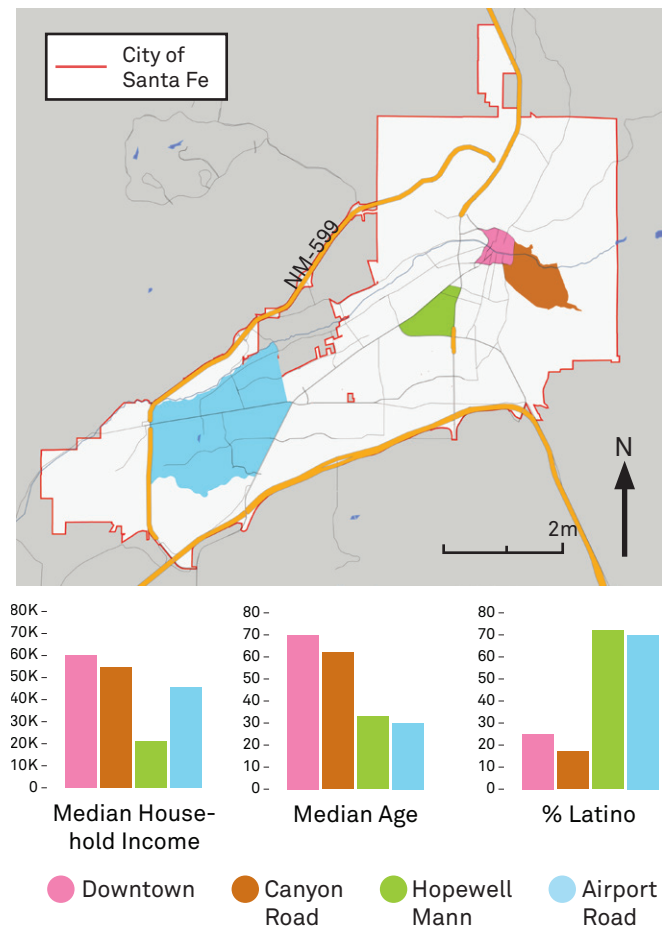 City of
Santa Fe
NM-599
N
2m
80K
70K
60K
50K
40K
30K
20K
10K
0
80
70
60
50
40
30
20
10
0
80
70
60
50
40
30
20
10
0
Median House-
hold Income
Median Age
% Latino
Downtown
Canyon
Road
Hopewell
Mann
Airport
Road